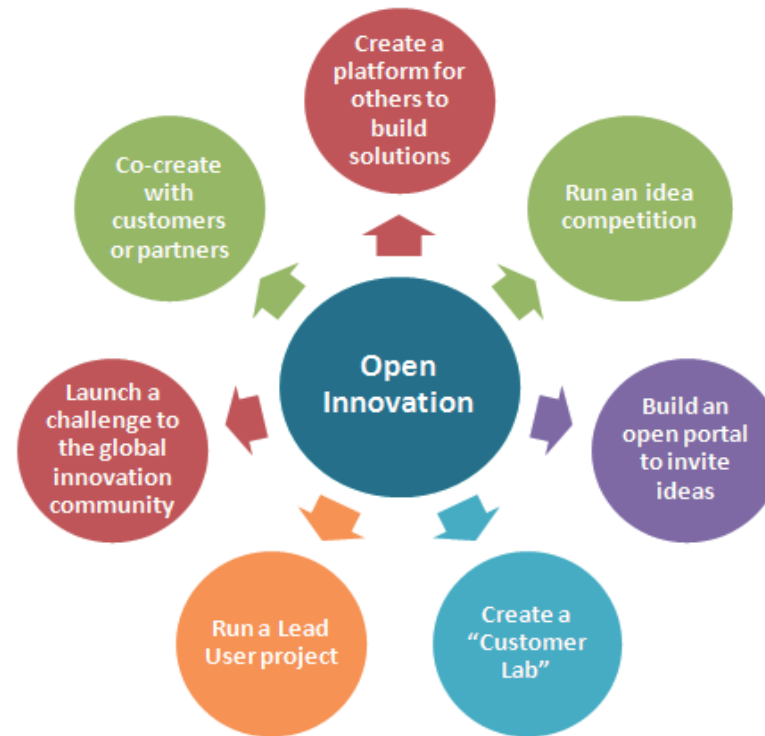 Create a
platform for
others to
build
solutions
Run an idea
competition
Build an
open portal
to invite
ideas
Create a
“Customer
Lab”
Run a Lead
User project
Launch a
challenge to
the global
innovation
community
Co-create
with
customers
or partners
Open
Innovation